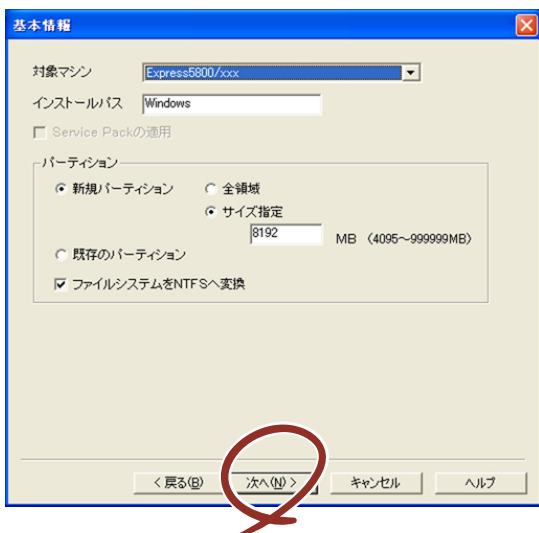 基本情報
対象マシン Express5800/xxx
インストールパス Windows
Service Packの適用
パーティション
新規パーティション 全領域
サイズ指定
8192 MB (4095～999999MB)
既存のパーティション
ファイルシステムをNTFSへ変換
< 戻る(B) 次へ(N) > キャンセル ヘルプ